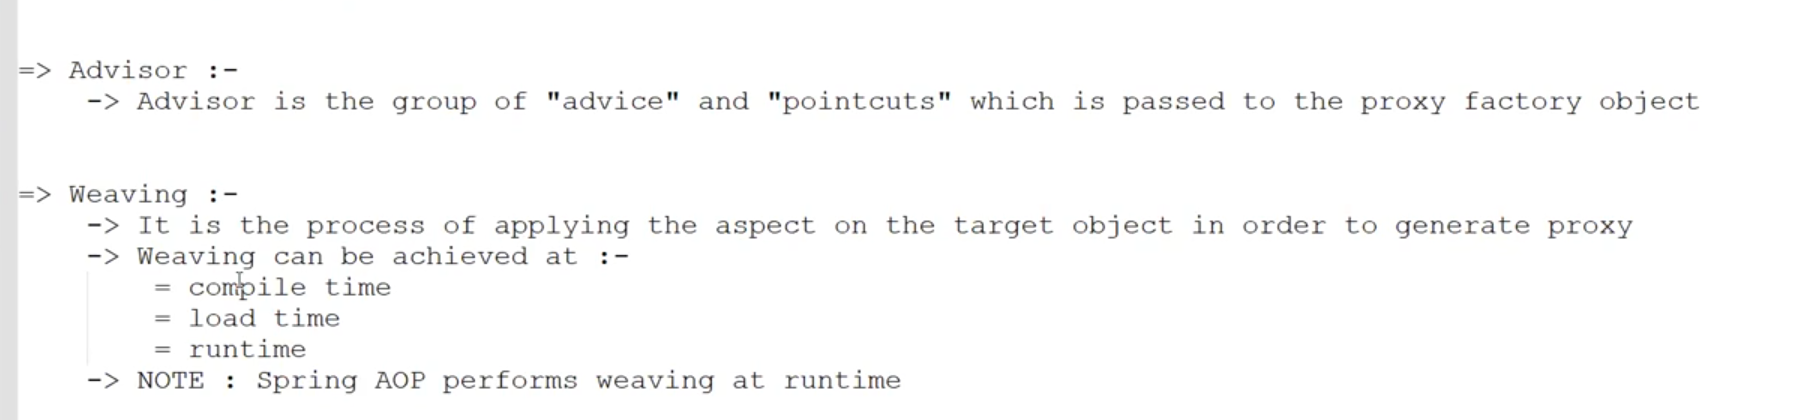 => Advisor :-
-> Advisor is the group of "advice" and "pointcuts" which is passed to the proxy factory object
=> Weaving :-
-> It is the process of applying the aspect on the target object in order to generate proxy
-> Weaving can be achieved at :-
= compile time
= load time
= runtime
-> NOTE : Spring AOP performs weaving at runtime